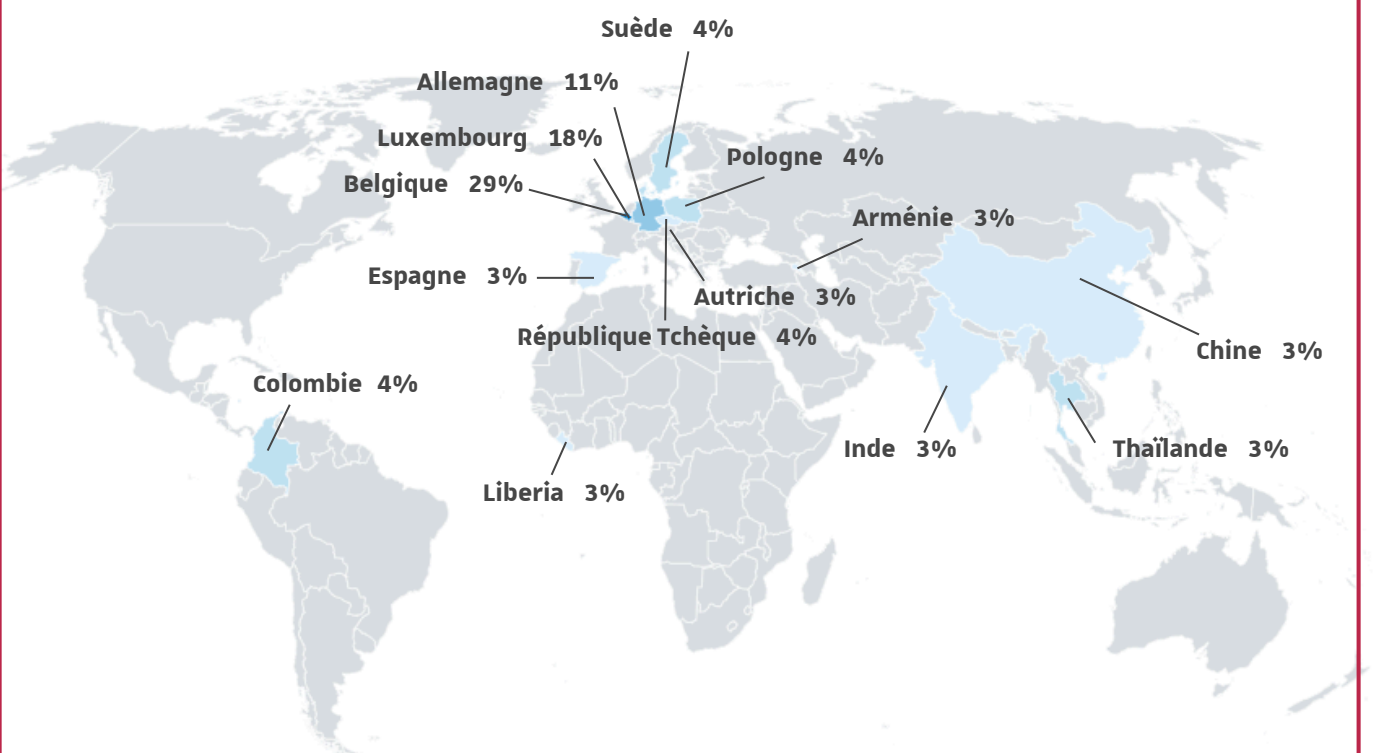 Suède 4%
Allemagne 11%
Luxembourg 18%
Pologne 4%
Belgique 29%
Arménie 3%
Espagne 3%
Autriche 3%
République Tchèque 4%
Chine 3%
Colombie 4%
Inde 3%
Thaïlande 3%
Liberia 3%